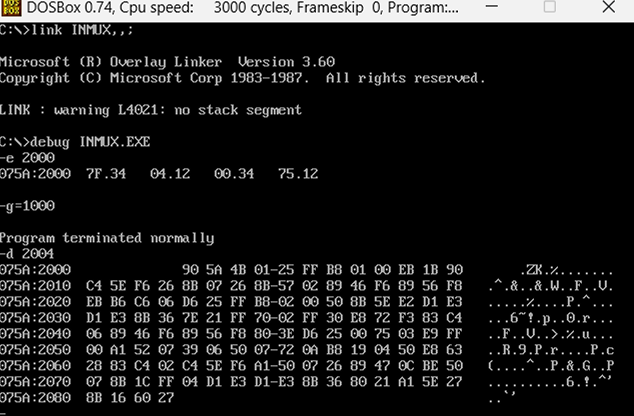 DOS BOX DOSBox 0.74, Cpu speed: 3000 cycles, Frameskip 0, Program:...
C:\>link INMUX,,;
Microsoft (R) Overlay Linker Version 3.60
Copyright (C) Microsoft Corp 1983-1987. All rights reserved.
LINK : warning L4021: no stack segment
C:\>debug INMUX.EXE
-e 2000
075A:2000 7F.34 04.12 00.34 75.12
-g=1000
Program terminated normally
-d 2004
075A:2000 90 5A 4B 01-25 FF B8 01 00 EB 1B 90 .ZK.%.......
075A:2010 C4 5E F6 26 8B 07 26 8B-57 02 89 46 F6 89 56 F8 .^.&..&.W..F..V.
075A:2020 EB B6 C6 06 D6 25 FF B8-02 00 50 8B 5E E2 D1 E3 .....%....P.^...
075A:2030 D1 E3 8B 36 7E 21 FF 70-02 FF 30 E8 72 F3 83 C4 ...6~!.p..0.r...
075A:2040 06 89 46 F6 89 56 F8 80-3E D6 25 00 75 03 E9 FF ..F..V..>.%.u...
075A:2050 00 A1 52 07 39 06 50 07-72 0A B8 19 04 50 E8 63 ..R.9.P.r....P.c
075A:2060 28 83 C4 02 C4 5E F6 A1-50 07 26 89 47 0C BE 50 (....^..P.&.G..P
075A:2070 07 8B 1C FF 04 D1 E3 D1-E3 8B 36 80 21 A1 5E 27 ..........6.!.^'
075A:2080 8B 16 60 27 ..`'